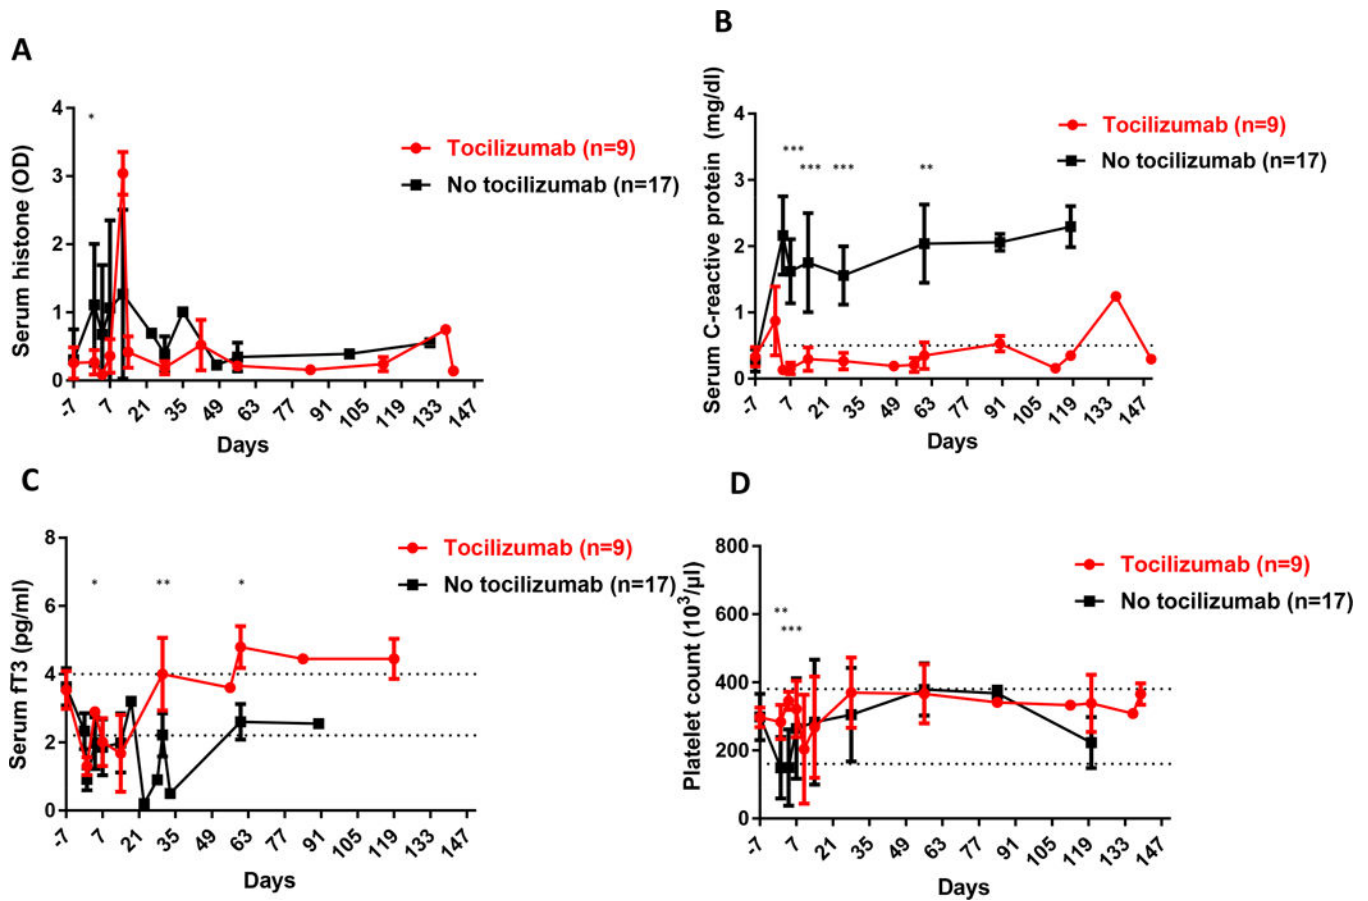 A
Serum histone (OD)
4
3
2
1
0
*
Tocilizumab (n=9)
No tocilizumab (n=17)
-7 7 21 35 49 63 77 91 105 119 133 147
Days
B
Serum C-reactive protein (mg/dl)
4
3
2
1
0
***
*** *** **
Tocilizumab (n=9)
No tocilizumab (n=17)
-7 7 21 35 49 63 77 91 105 119 133 147
Days
C
Serum fT3 (pg/ml)
8
6
4
2
0
* ** *
Tocilizumab (n=9)
No tocilizumab (n=17)
-7 7 21 35 49 63 77 91 105 119 133 147
Days
D
Platelet count (10³/µl)
800
600
400
200
0
**
***
Tocilizumab (n=9)
No tocilizumab (n=17)
-7 7 21 35 49 63 77 91 105 119 133 147
Days